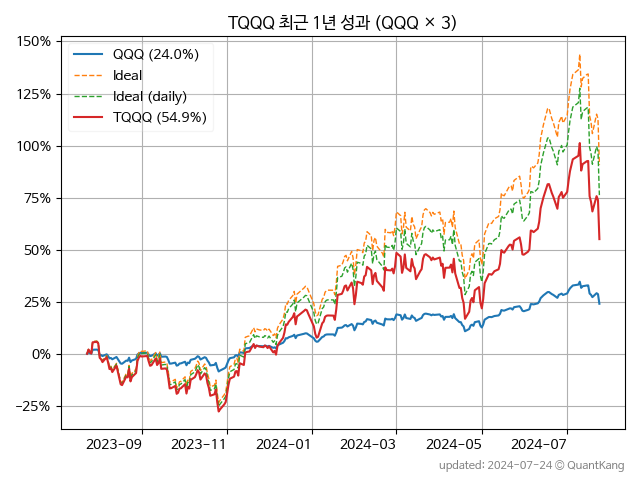 TQQQ 최근 1년 성과 (QQQ × 3)
150%
125%
100%
75%
50%
25%
0%
−25%
QQQ (24.0%)
Ideal
Ideal (daily)
TQQQ (54.9%)
2023−09
2023−11
2024−01
2024−03
2024−05
2024−07
updated: 2024-07-24 © QuantKang